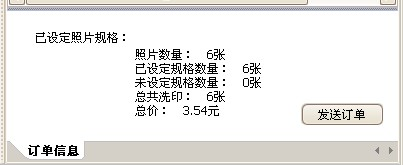 已设定照片规格：
照片数量： 6张
已设定规格数量： 6张
未设定规格数量： 0张
总共洗印： 6张
总价： 3.54元
发送订单
订单信息